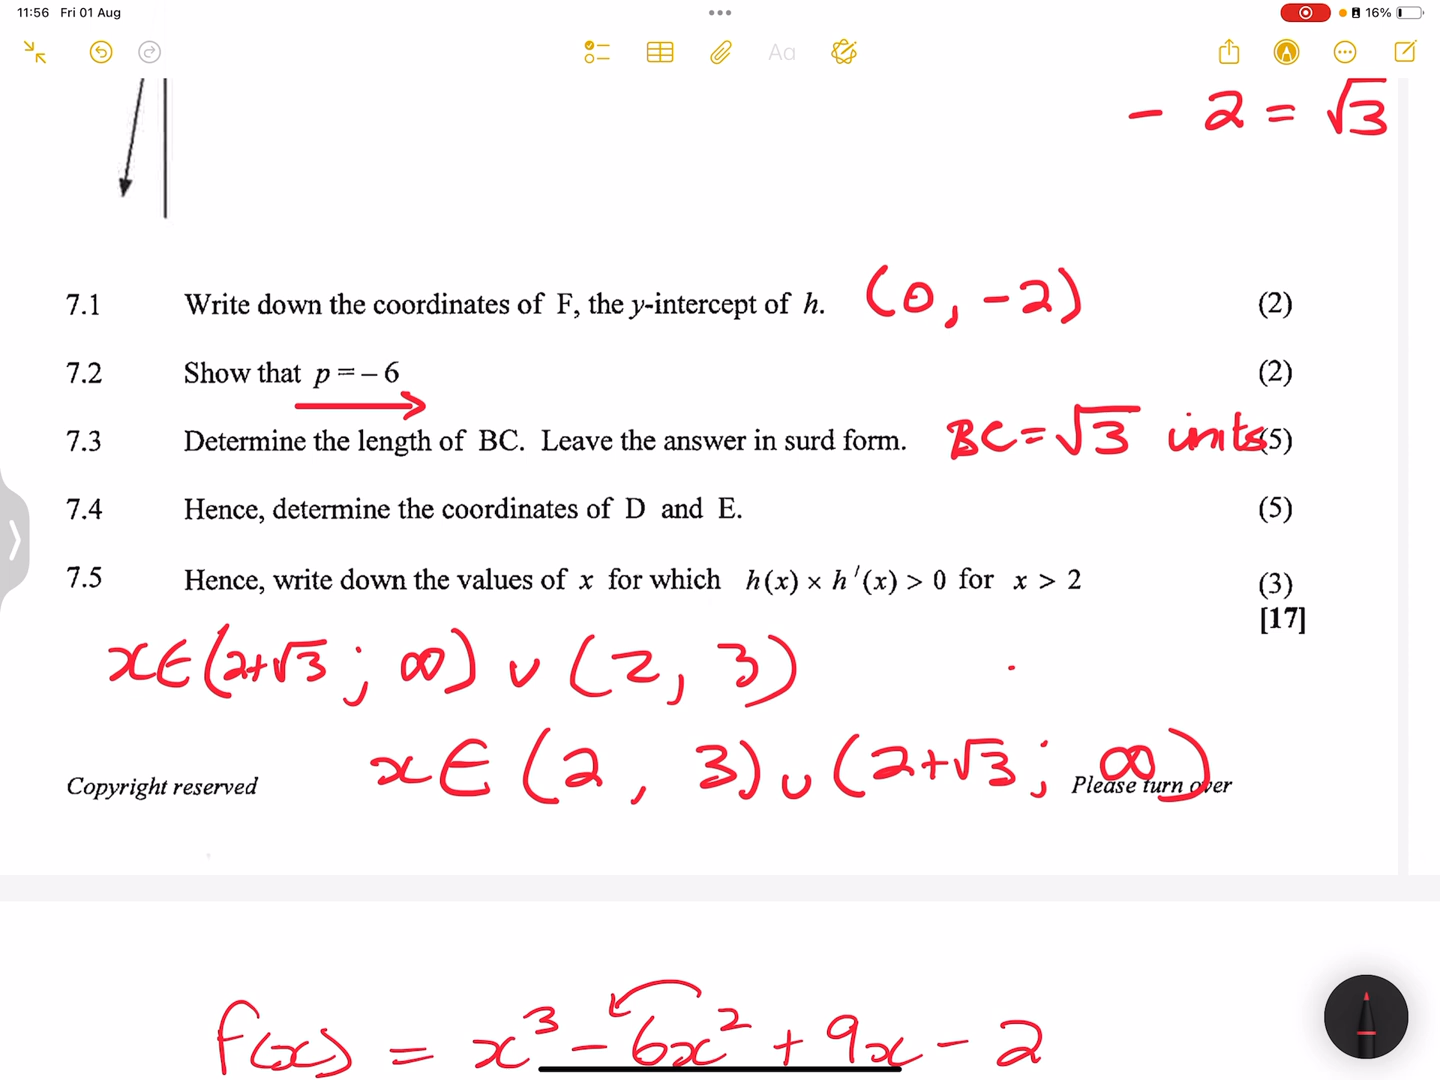 11:56 Fri 01 Aug
16%
Aa
- 2 = √3
7.1 Write down the coordinates of F, the y-intercept of h. (0, -2) (2)
7.2 Show that p = – 6 (2)
7.3 Determine the length of BC. Leave the answer in surd form. BC = √3 units (5)
7.4 Hence, determine the coordinates of D and E. (5)
7.5 Hence, write down the values of x for which h(x) × h′(x) > 0 for x > 2 (3)
[17]
x∈(2+√3 ; ∞) ∪ (2, 3)
x∈ (2, 3) ∪ (2+√3 ; ∞)
Copyright reserved Please turn over
f(x) = x³ - 6x² + 9x - 2